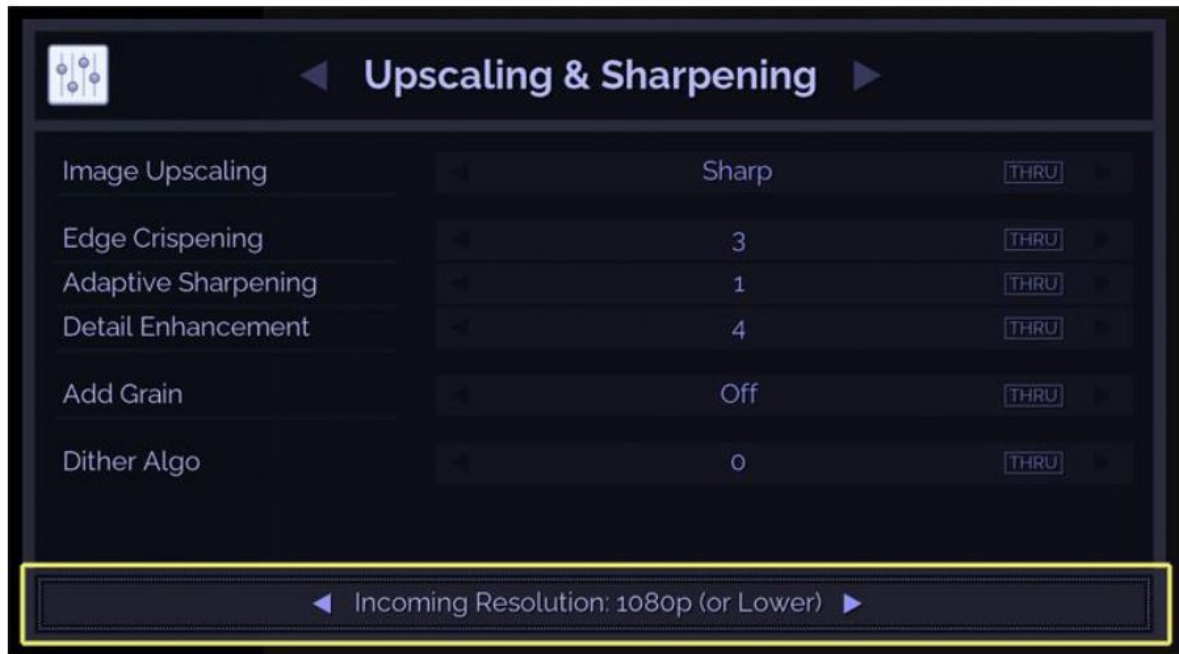 Upscaling & Sharpening
Image Upscaling Sharp THRU
Edge Crispening 3 THRU
Adaptive Sharpening 1 THRU
Detail Enhancement 4 THRU
Add Grain Off THRU
Dither Algo 0 THRU
Incoming Resolution: 1080p (or Lower)